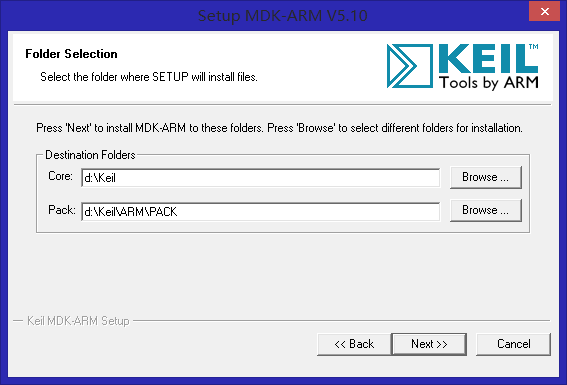 Setup MDK-ARM V5.10
Folder Selection
Select the folder where SETUP will install files.
KEIL™
Tools by ARM
Press 'Next' to install MDK-ARM to these folders. Press 'Browse' to select different folders for installation.
Destination Folders
Core: d:\Keil Browse ...
Pack: d:\Keil\ARM\PACK Browse ...
Keil MDK-ARM Setup
<< Back Next >> Cancel